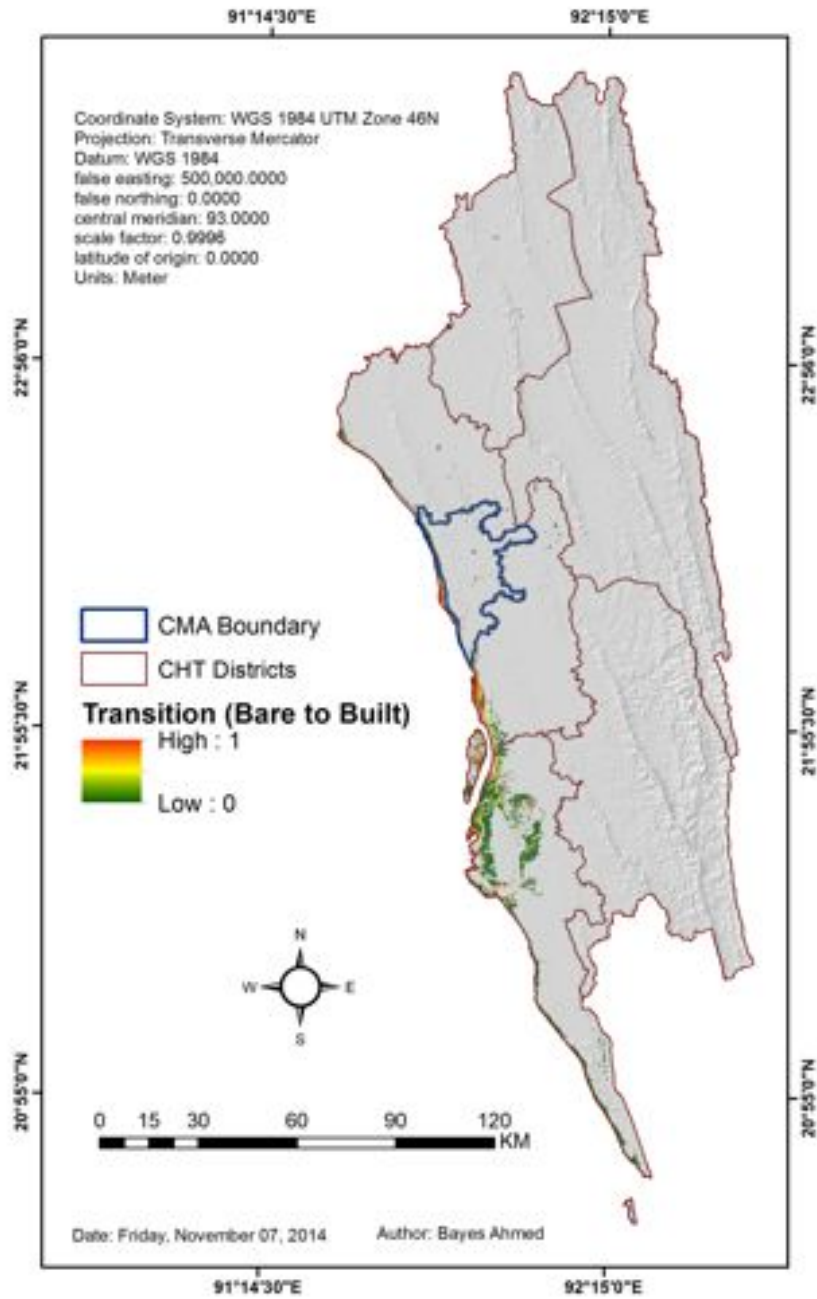 91°14'30"E 92°15'0"E
Coordinate System: WGS 1984 UTM Zone 46N
Projection: Transverse Mercator
Datum: WGS 1984
false easting: 500,000.0000
false northing: 0.0000
central meridian: 93.0000
scale factor: 0.9996
latitude of origin: 0.0000
Units: Meter
22°56'0"N 22°56'0"N
CMA Boundary
CHT Districts
Transition (Bare to Built)
High : 1
Low : 0
21°55'30"N 21°55'30"N
N
W E
S
20°55'0"N 20°55'0"N
0 15 30 60 90 120
KM
Date: Friday, November 07, 2014 Author: Bayes Ahmed
91°14'30"E 92°15'0"E